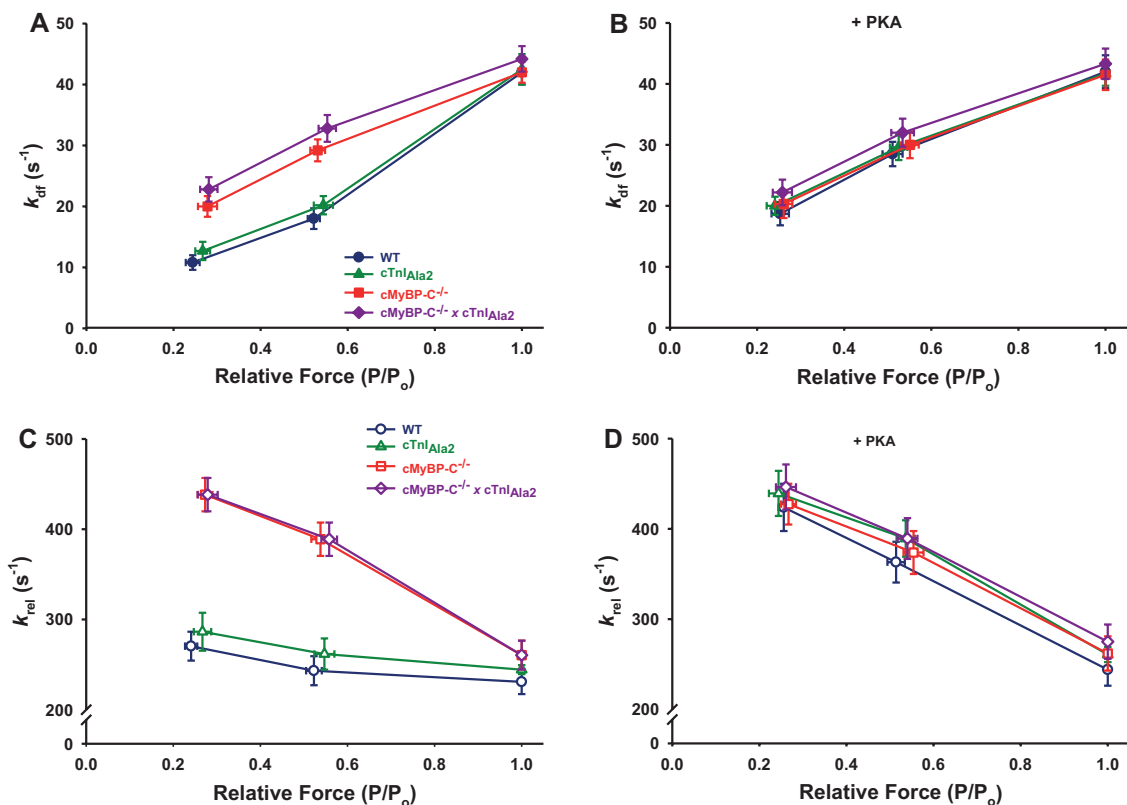 A
50
40
30
20
10
0
k_df (s⁻¹)
0.0 0.2 0.4 0.6 0.8 1.0
Relative Force (P/P_o)
WT
cTnI_Ala2
cMyBP-C⁻/⁻
cMyBP-C⁻/⁻ x cTnI_Ala2
B
+ PKA
50
40
30
20
10
0
k_df (s⁻¹)
0.0 0.2 0.4 0.6 0.8 1.0
Relative Force (P/P_o)
C
500
400
300
200
0
k_rel (s⁻¹)
0.0 0.2 0.4 0.6 0.8 1.0
Relative Force (P/P_o)
WT
cTnI_Ala2
cMyBP-C⁻/⁻
cMyBP-C⁻/⁻ x cTnI_Ala2
D
+ PKA
500
400
300
200
0
k_rel (s⁻¹)
0.0 0.2 0.4 0.6 0.8 1.0
Relative Force (P/P_o)